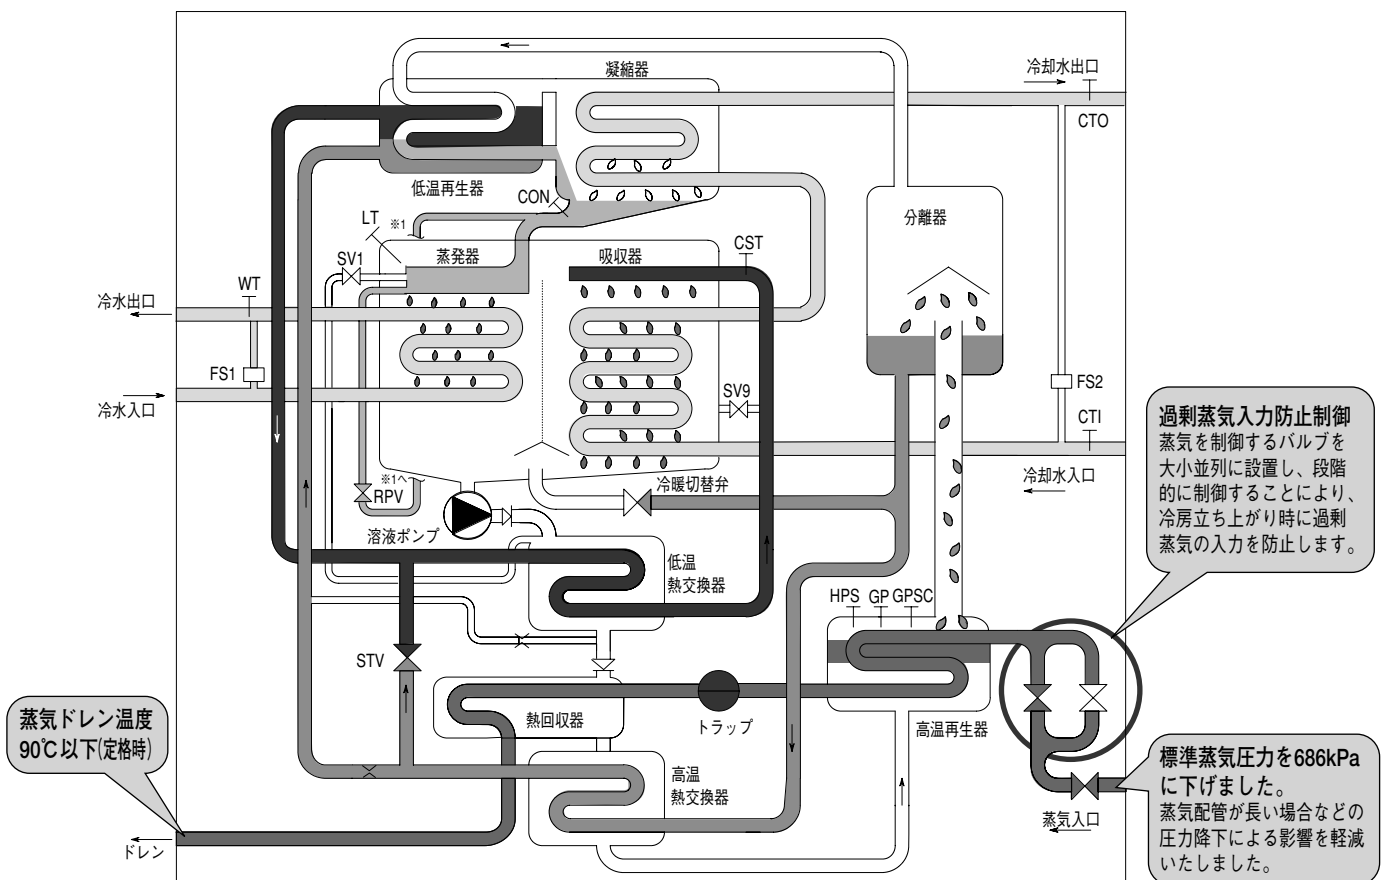 凝縮器
冷却水出口
CTO
低温再生器
CON
分離器
LT
※1
蒸発器
吸収器
CST
SV1
WT
冷水出口
FS1
冷水入口
SV9
FS2
CTI
冷却水入口
過剰蒸気入力防止制御
蒸気を制御するバルブを
大小並列に設置し、段階
的に制御することにより、
冷房立ち上がり時に過剰
蒸気の入力を防止します。
※1へ
RPV
冷暖切替弁
溶液ポンプ
低温
熱交換器
HPS
GP
GPSC
STV
蒸気ドレン温度
90℃以下(定格時)
熱回収器
トラップ
高温再生器
高温
熱交換器
標準蒸気圧力を686kPa
に下げました。
蒸気配管が長い場合などの
圧力降下による影響を軽減
いたしました。
蒸気入口
ドレン